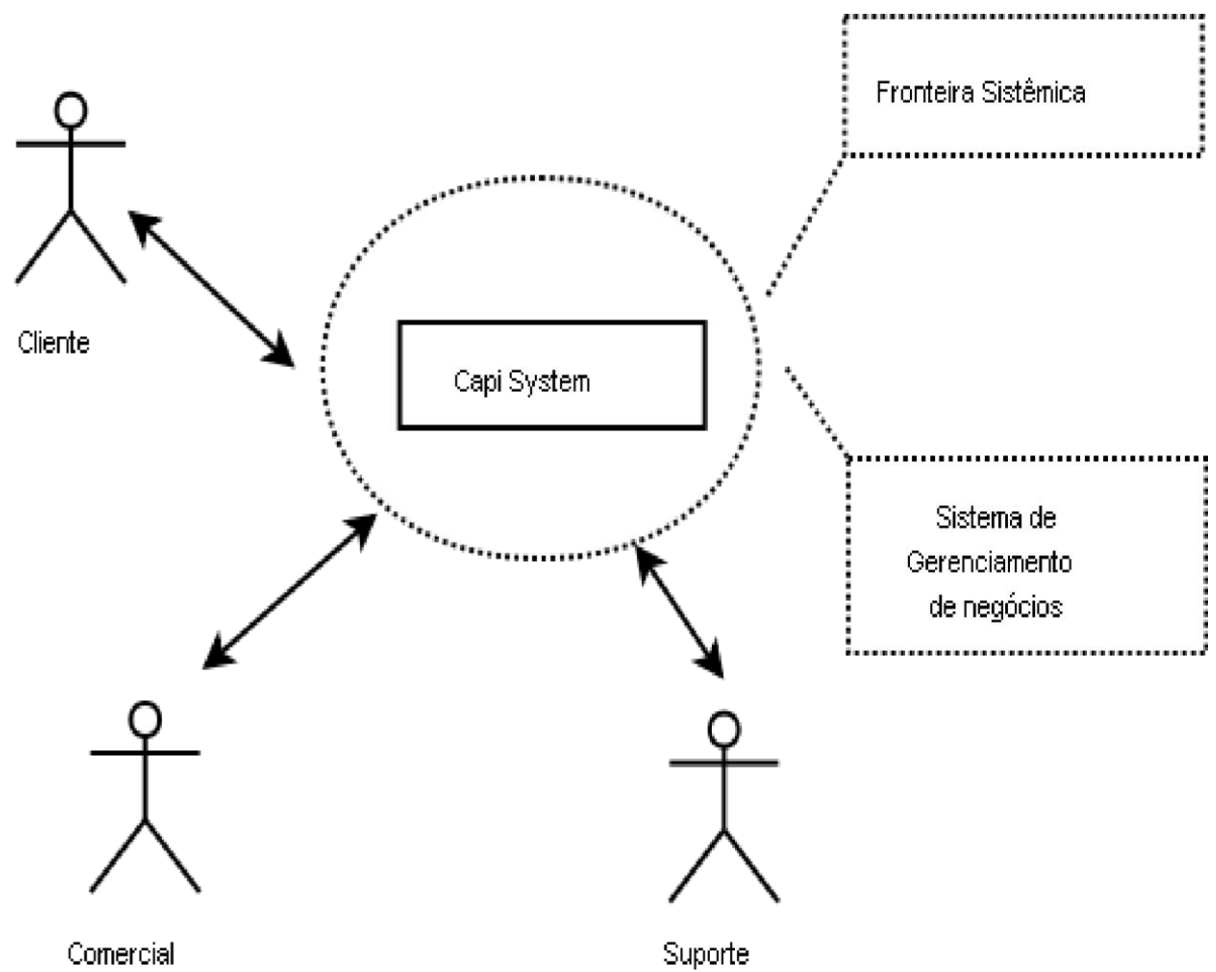 Fronteira Sistêmica
Cliente
Capi System
Sistema de
Gerenciamento
de negócios
Comercial
Suporte